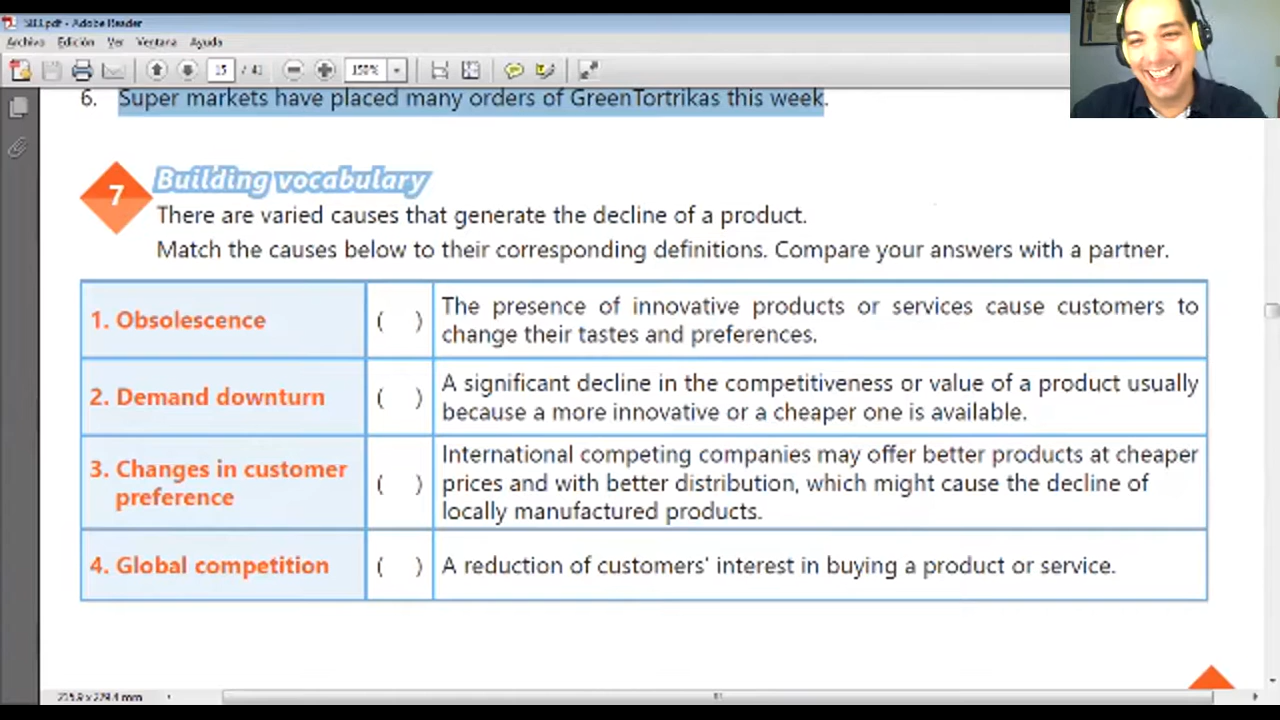 583.pdf - Adobe Reader
Archivo Edición Ver Ventana Ayuda
15 / 41 150%
6. Super markets have placed many orders of GreenTortrikas this week.
7 Building vocabulary
There are varied causes that generate the decline of a product.
Match the causes below to their corresponding definitions. Compare your answers with a partner.
1. Obsolescence ( ) The presence of innovative products or services cause customers to
change their tastes and preferences.
2. Demand downturn ( ) A significant decline in the competitiveness or value of a product usually
because a more innovative or a cheaper one is available.
3. Changes in customer
preference ( ) International competing companies may offer better products at cheaper
prices and with better distribution, which might cause the decline of
locally manufactured products.
4. Global competition ( ) A reduction of customers' interest in buying a product or service.
215.9 x 279.4 mm